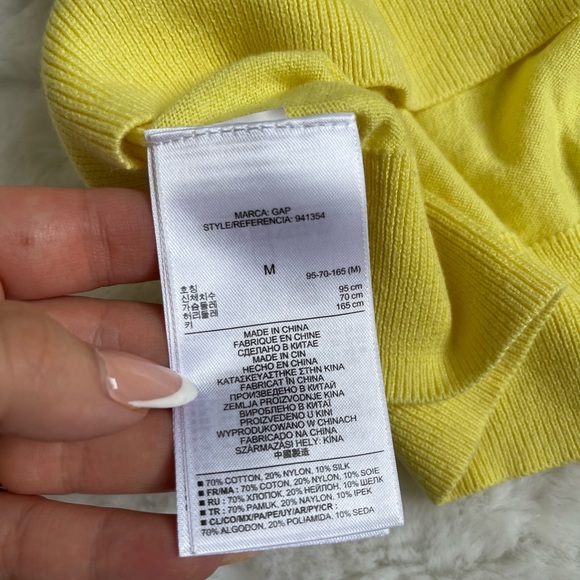 MARCA: GAP
STYLE/REFERENCIA: 941354
M 95-70-165 (M)
호칭
신체치수 95 cm
가슴둘레 70 cm
허리둘레 165 cm
키
MADE IN CHINA
FABRIQUE EN CHINE
СДЕЛАНО В КИТАЕ
MADE IN CIN
HECHO EN CHINA
ΚΑΤΑΣΚΕΥΑΣΤΗΚΕ ΣΤΗΝ ΚΙΝΑ
FABRICAT ÎN CHINA
ПРОИЗВЕДЕНО В КИТАЙ
ZEMLJA PORIJEKLA: KINA
ВИРОБЛЕНО В КИТАЇ
PROIZVEDENO U KINI
WYPRODUKOWANO W CHINACH
FABRICADO NA CHINA
SZÁRMAZÁSI HELY: KÍNA
中國製造
■ 70% COTTON, 20% NYLON, 10% SILK
■ FR/MA : 70% COTON, 20% NYLON, 10% SOIE
■ RU : 70% ХЛОПОК, 20% НЕЙЛОН, 10% ШЕЛК
■ TR : 70% PAMUK, 20% NAYLON, 10% IPEK
■ CL/CO/MX/PA/PE/UY/AR/PY/CR :
70% ALGODON, 20% POLIAMIDA, 10% SEDA